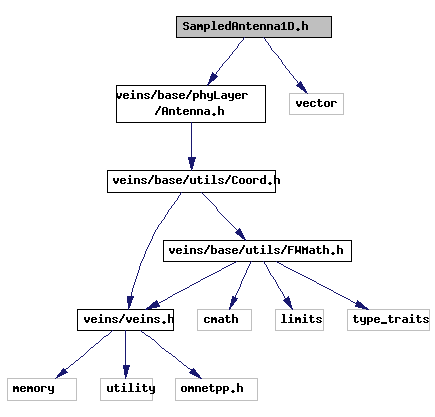 SampledAntenna1D.h
veins/base/phyLayer
/Antenna.h
vector
veins/base/utils/Coord.h
veins/base/utils/FWMath.h
veins/veins.h
cmath
limits
type_traits
memory
utility
omnetpp.h